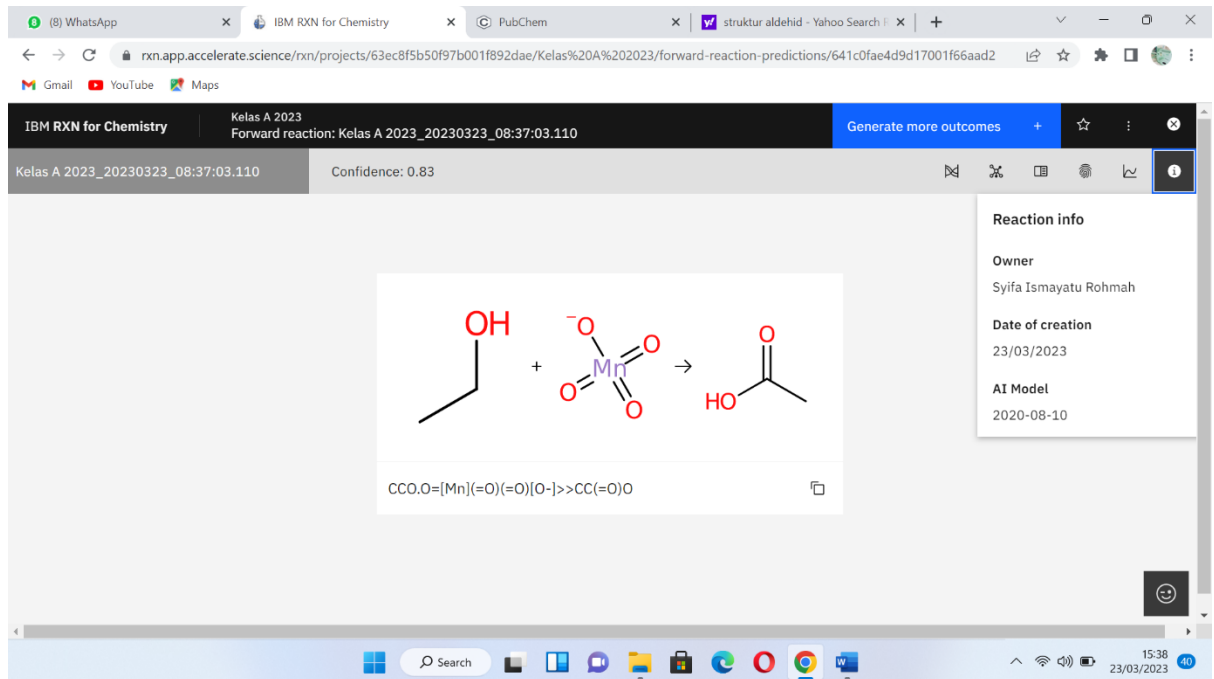 (8) WhatsApp
IBM RXN for Chemistry
PubChem
struktur aldehid - Yahoo Search R
rxn.app.accelerate.science/rxn/projects/63ec8f5b50f97b001f892dae/Kelas%20A%202023/forward-reaction-predictions/641c0fae4d9d17001f66aad2
Gmail YouTube Maps
IBM RXN for Chemistry
Kelas A 2023
Forward reaction: Kelas A 2023_20230323_08:37:03.110
Generate more outcomes +
Kelas A 2023_20230323_08:37:03.110
Confidence: 0.83
Reaction info
Owner
Syifa Ismayatu Rohmah
Date of creation
23/03/2023
AI Model
2020-08-10
OH
+
⁻O
Mn
O
O
O
→
O
HO
CCO.O=[Mn](=O)(=O)[O-]>>CC(=O)O
Search
15:38
23/03/2023
40